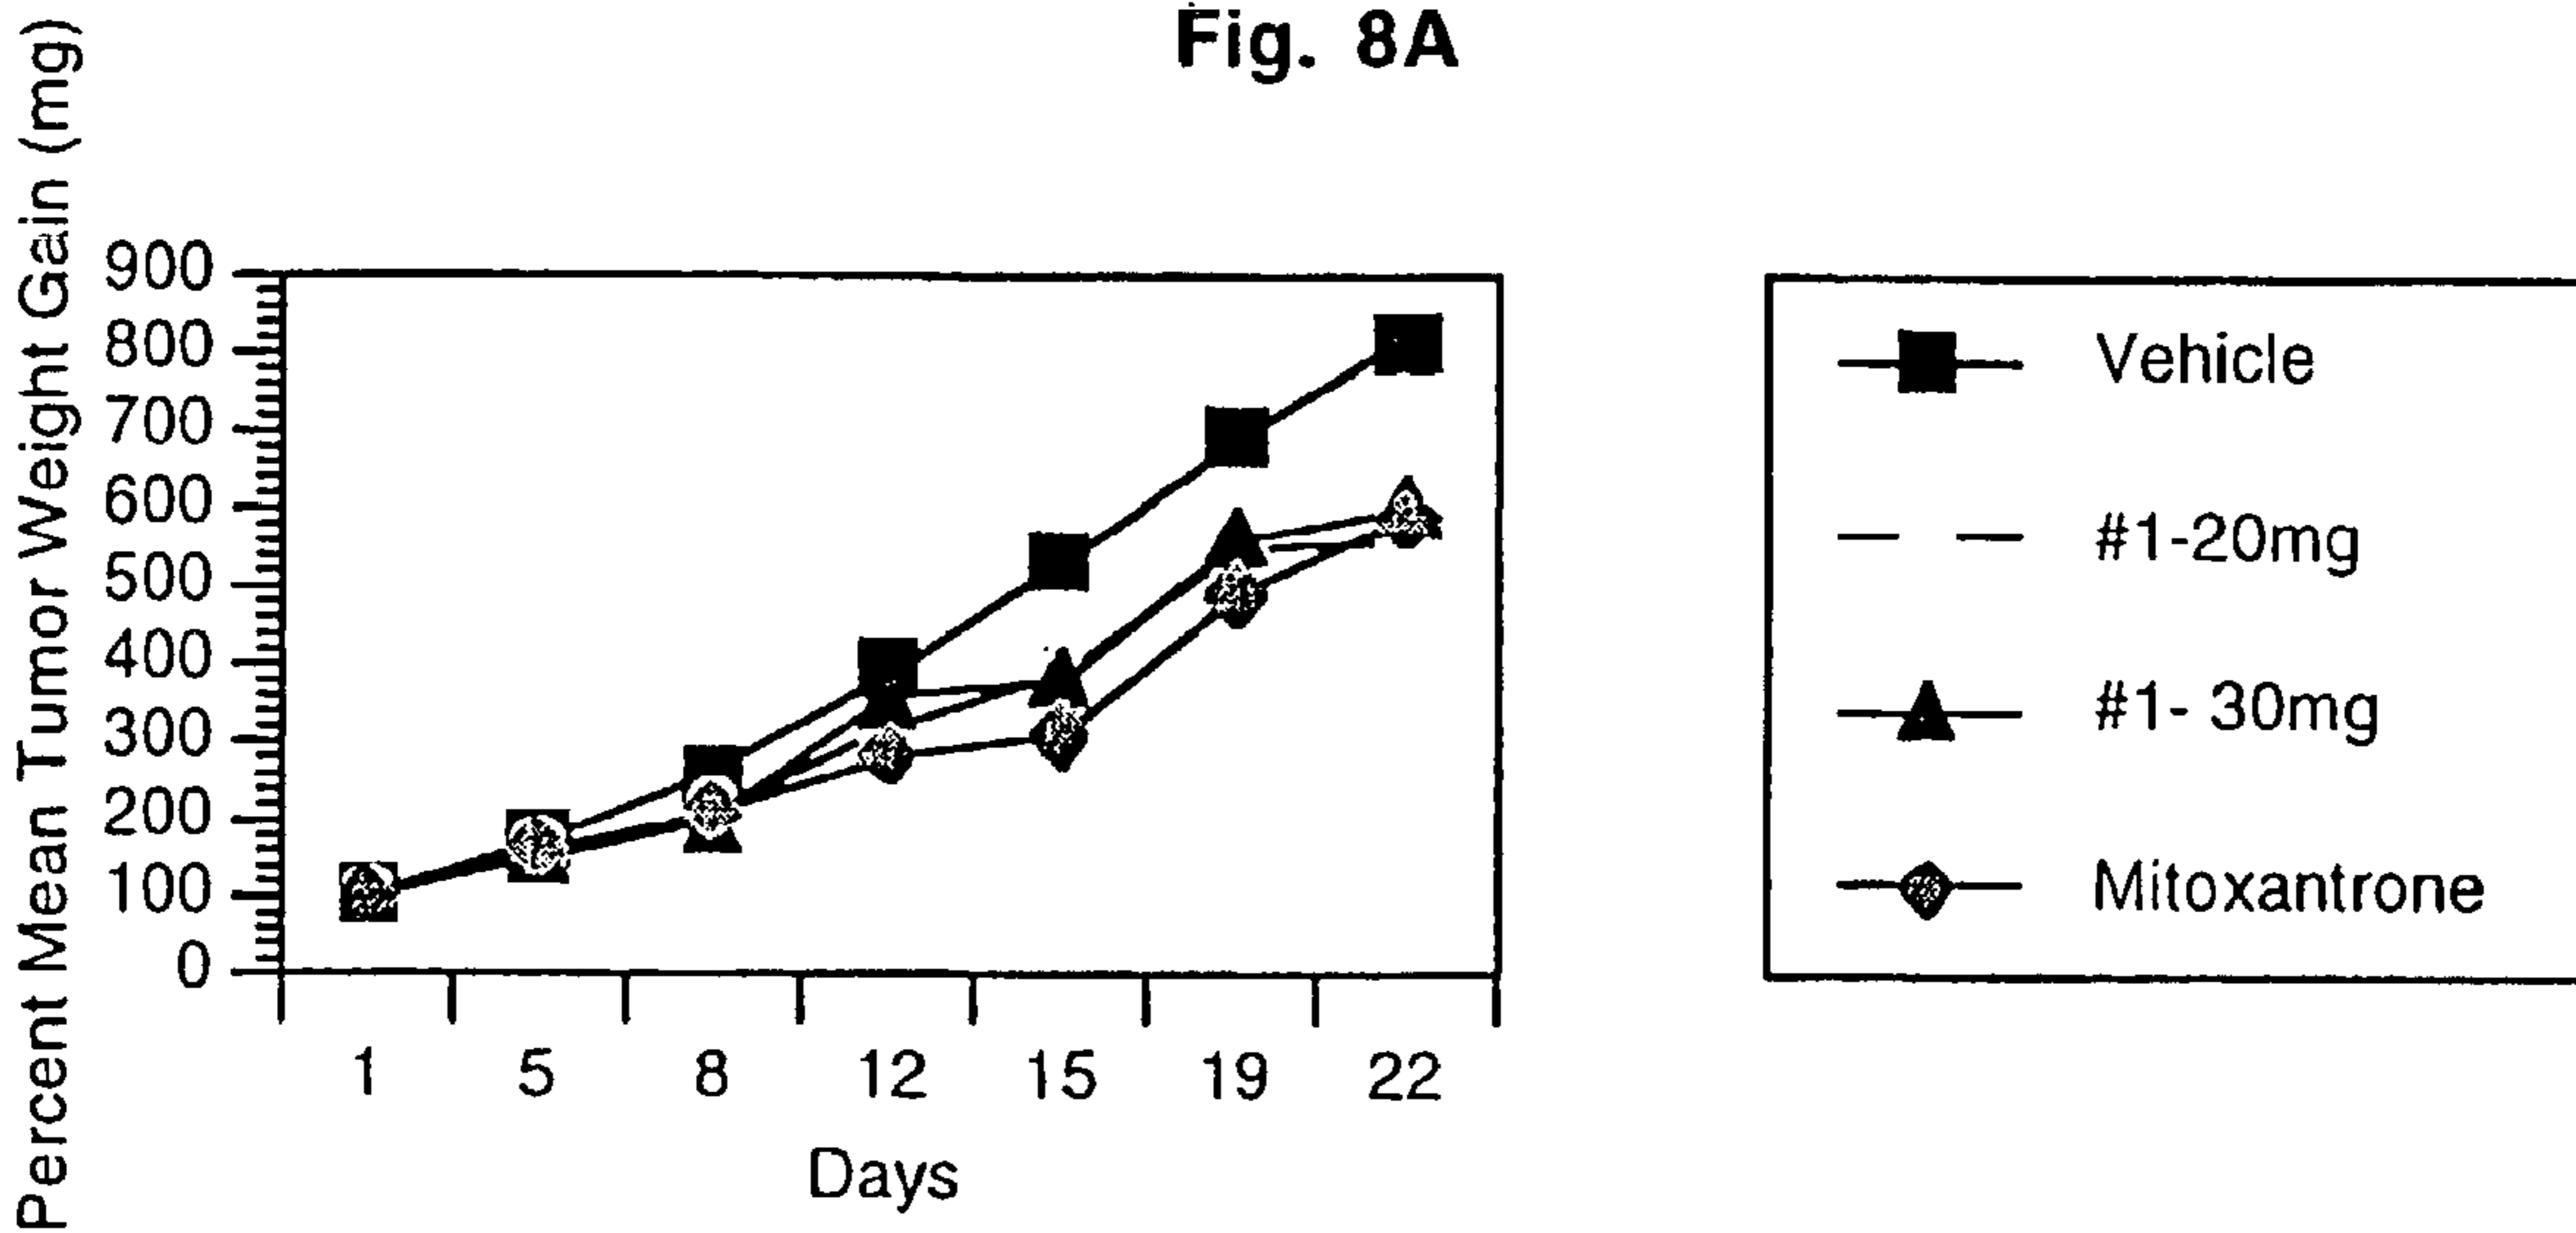 Fig. 8A
Percent Mean Tumor Weight Gain (mg)
900
800
700
600
500
400
300
200
100
0
1 5 8 12 15 19 22
Days
Vehicle
#1-20mg
#1- 30mg
Mitoxantrone